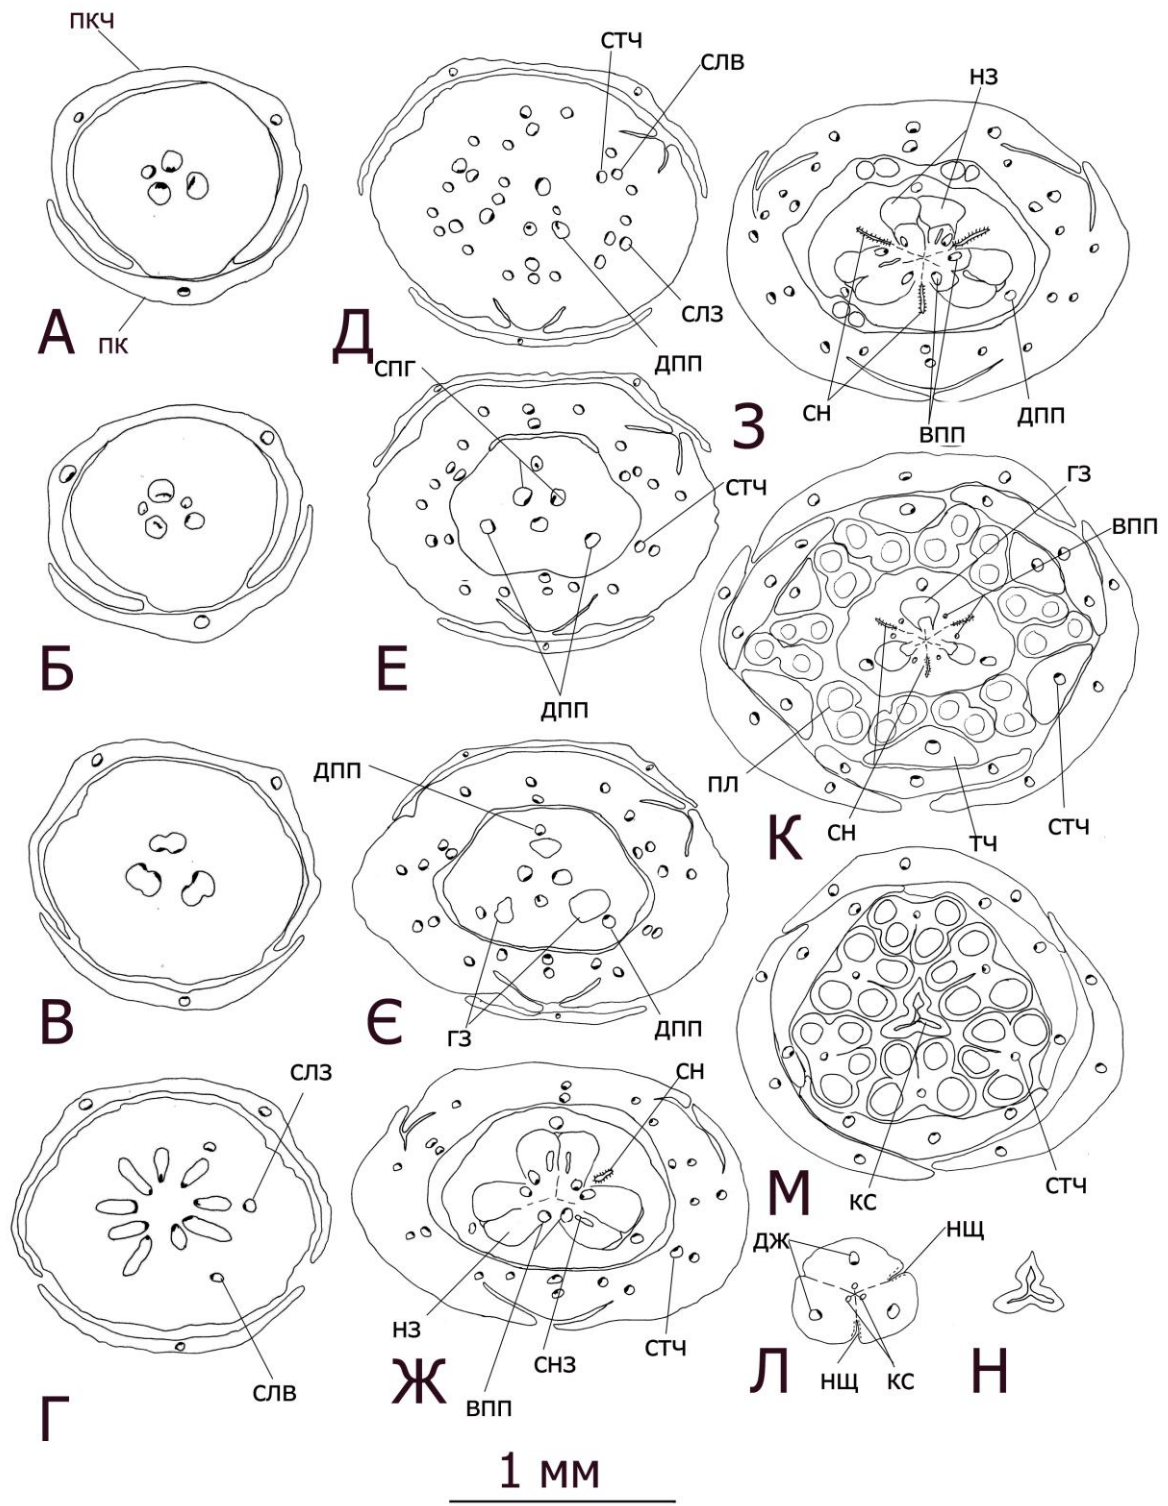 ПКЧ
СТЧ
СЛВ
НЗ
А
ПК
Д
СЛЗ
ДПП
СПГ
СН
ВПП
ДПП
З
СТЧ
ГЗ
ВПП
Б
Е
ДПП
ДПП
ПЛ
СН
К
ТЧ
СТЧ
В
Є
ГЗ
ДПП
СЛЗ
СН
М
КС
СТЧ
ДЖ
НЩ
НЗ
СНЗ
СТЧ
СЛВ
Ж
ВПП
Л
НЩ
КС
Н
Г
1 мм